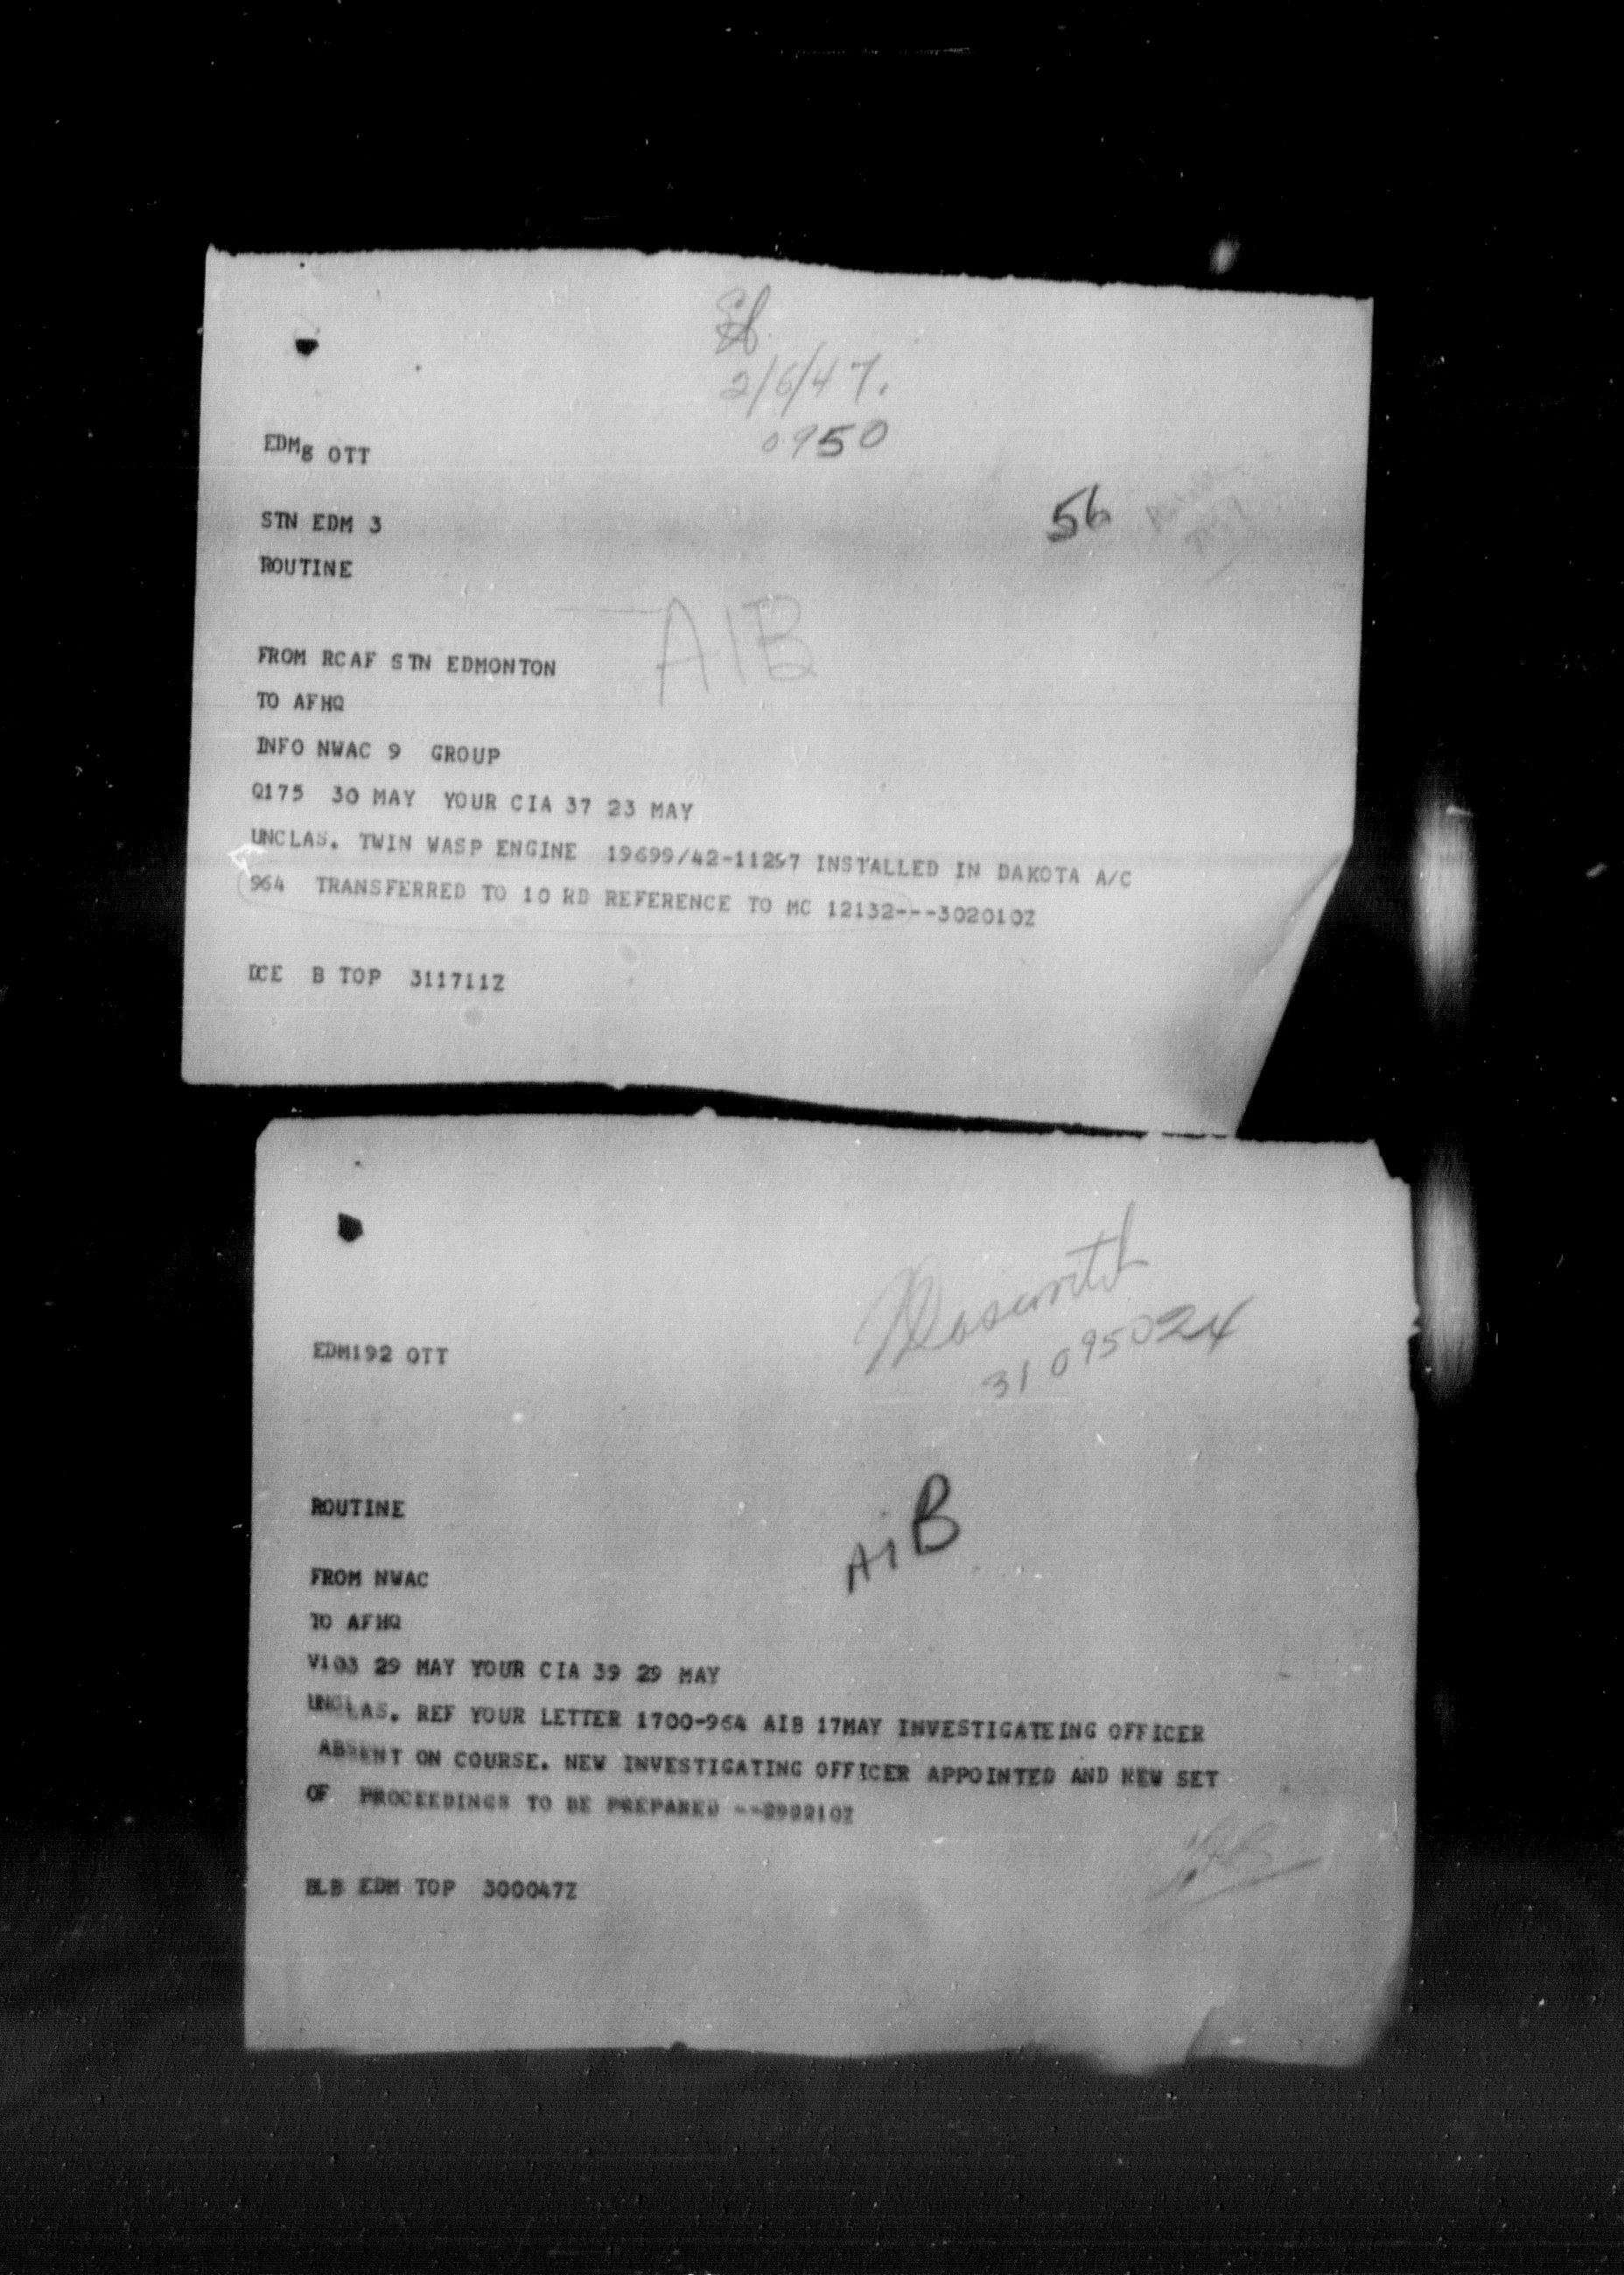 2/6/47.
0950
EDM8 OTT
56
STN EDM 3
ROUTINE
AIB
FROM RCAF STN EDMONTON
TO AFHQ
INFO NWAC 9 GROUP
Q175 30 MAY YOUR CIA 37 23 MAY
UNCLAS. TWIN WASP ENGINE 19699/42-11297 INSTALLED IN DAKOTA A/C
964 TRANSFERRED TO 10 RD REFERENCE TO MC 12132---302010Z
DCE B TOP 311711Z
31 095024
EDM192 OTT
ROUTINE
AIB
FROM NWAC
TO AFHQ
V103 29 MAY YOUR CIA 39 29 MAY
UNCLAS. REF YOUR LETTER 1700-964 AIB 17MAY INVESTIGATEING OFFICER
ABSENT ON COURSE. NEW INVESTIGATING OFFICER APPOINTED AND NEW SET
OF PROCEEDINGS TO BE PREPARED --292210Z
BLB EDM TOP 300047Z